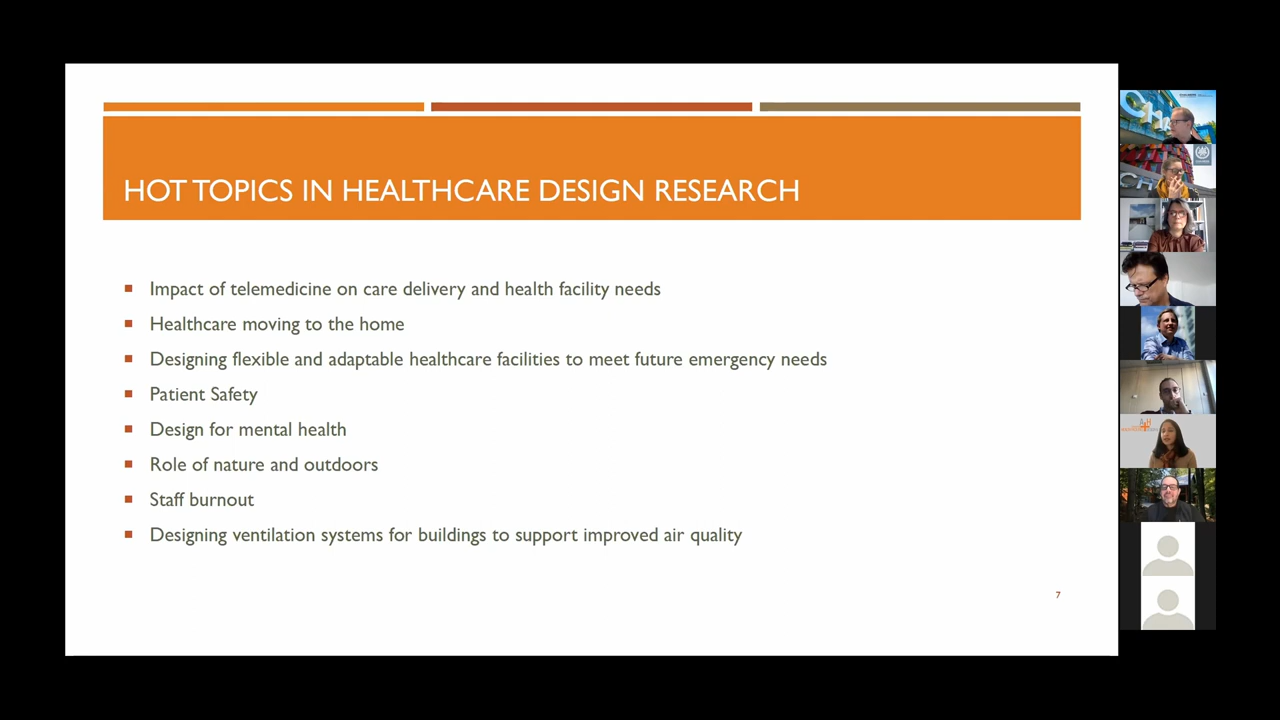 HOT TOPICS IN HEALTHCARE DESIGN RESEARCH
Impact of telemedicine on care delivery and health facility needs
Healthcare moving to the home
Designing flexible and adaptable healthcare facilities to meet future emergency needs
Patient Safety
Design for mental health
Role of nature and outdoors
Staff burnout
Designing ventilation systems for buildings to support improved air quality
7